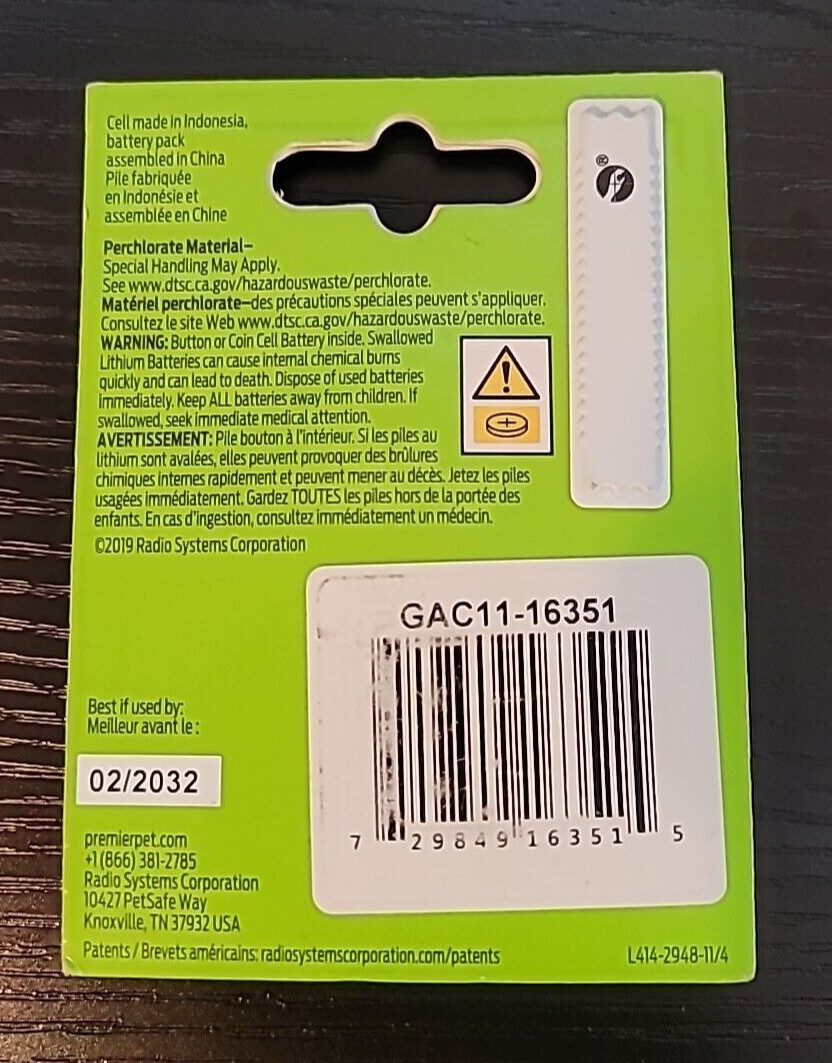 Cell made in Indonesia,
battery pack
assembled in China
Pile fabriquée
en Indonésie et
assemblée en Chine
Perchlorate Material–
Special Handling May Apply.
See www.dtsc.ca.gov/hazardouswaste/perchlorate.
Matériel perchlorate–des précautions spéciales peuvent s'appliquer.
Consultez le site Web www.dtsc.ca.gov/hazardouswaste/perchlorate.
WARNING: Button or Coin Cell Battery inside. Swallowed
Lithium Batteries can cause internal chemical burns
quickly and can lead to death. Dispose of used batteries
immediately. Keep ALL batteries away from children. If
swallowed, seek immediate medical attention.
AVERTISSEMENT: Pile bouton à l'intérieur. Si les piles au
lithium sont avalées, elles peuvent provoquer des brûlures
chimiques internes rapidement et peuvent mener au décès. Jetez les piles
usagées immédiatement. Gardez TOUTES les piles hors de la portée des
enfants. En cas d'ingestion, consultez immédiatement un médecin.
©2019 Radio Systems Corporation
®
GAC11-16351
7 29849 16351 5
Best if used by:
Meilleur avant le :
02/2032
premierpet.com
+1 (866) 381-2785
Radio Systems Corporation
10427 PetSafe Way
Knoxville, TN 37932 USA
Patents / Brevets américains: radiosystemscorporation.com/patents
L414-2948-11/4